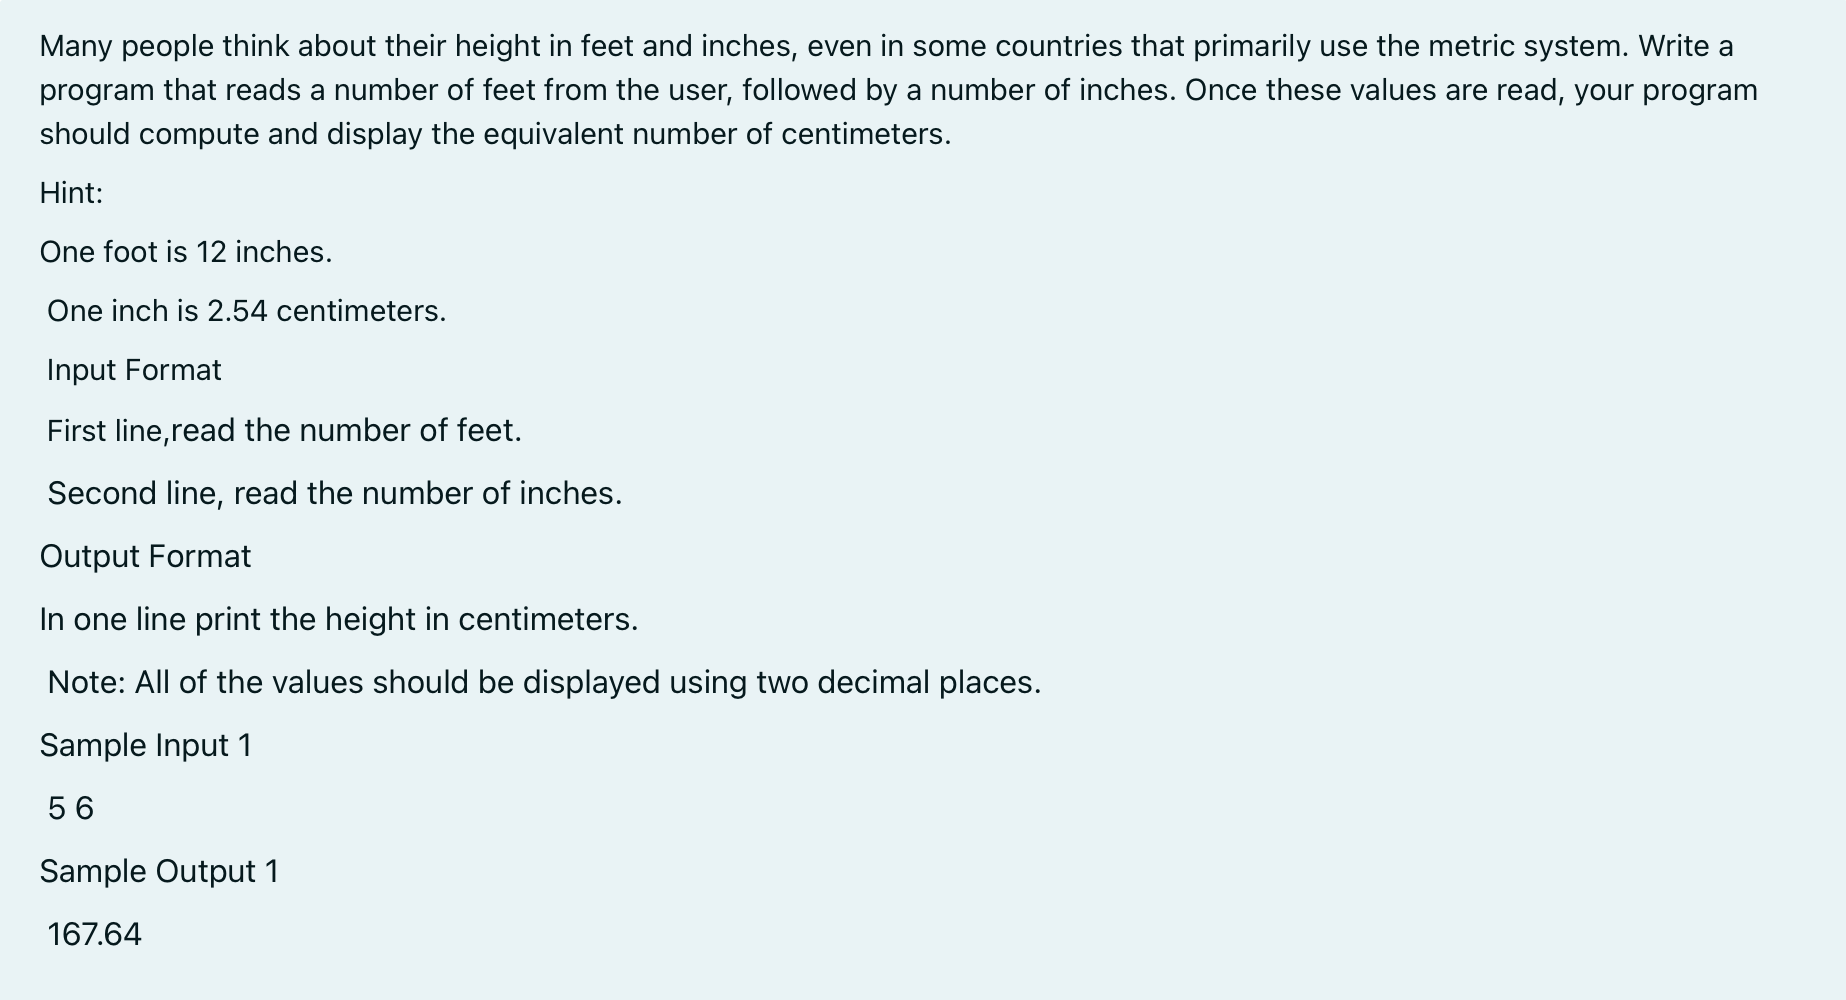 Many people think about their height in feet and inches, even in some countries that primarily use the metric system. Write a
program that reads a number of feet from the user, followed by a number of inches. Once these values are read, your program
should compute and display the equivalent number of centimeters.
Hint:
One foot is 12 inches.
One inch is 2.54 centimeters.
Input Format
First line,read the number of feet.
Second line, read the number of inches.
Output Format
In one line print the height in centimeters.
Note: All of the values should be displayed using two decimal places.
Sample Input 1
5 6
Sample Output 1
167.64